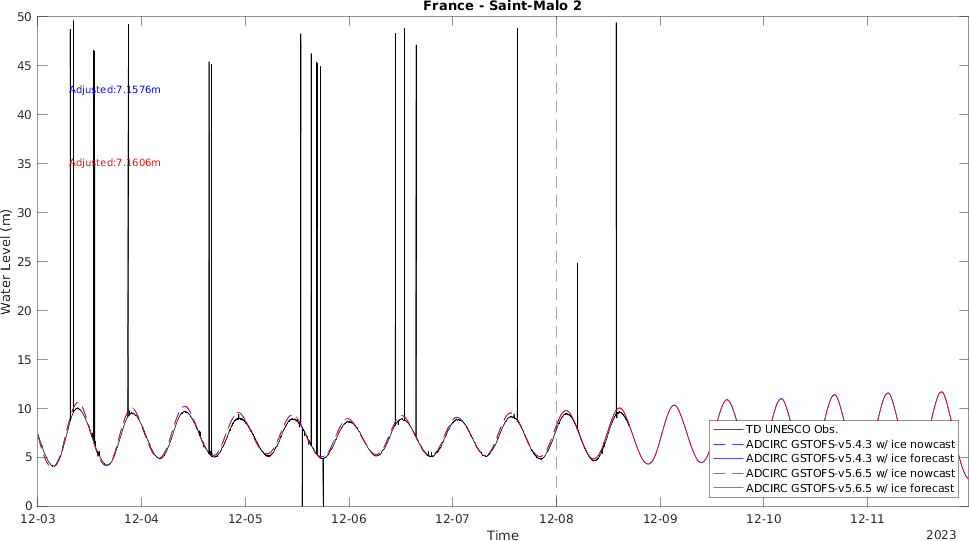 France - Saint-Malo 2
50
45
40
35
30
25
20
15
10
5
0
Water Level (m)
Adjusted:7.1576m
Adjusted:7.1606m
TD UNESCO Obs.
ADCIRC GSTOFS-v5.4.3 w/ ice nowcast
ADCIRC GSTOFS-v5.4.3 w/ ice forecast
ADCIRC GSTOFS-v5.6.5 w/ ice nowcast
ADCIRC GSTOFS-v5.6.5 w/ ice forecast
12-03 12-04 12-05 12-06 12-07 12-08 12-09 12-10 12-11
Time
2023